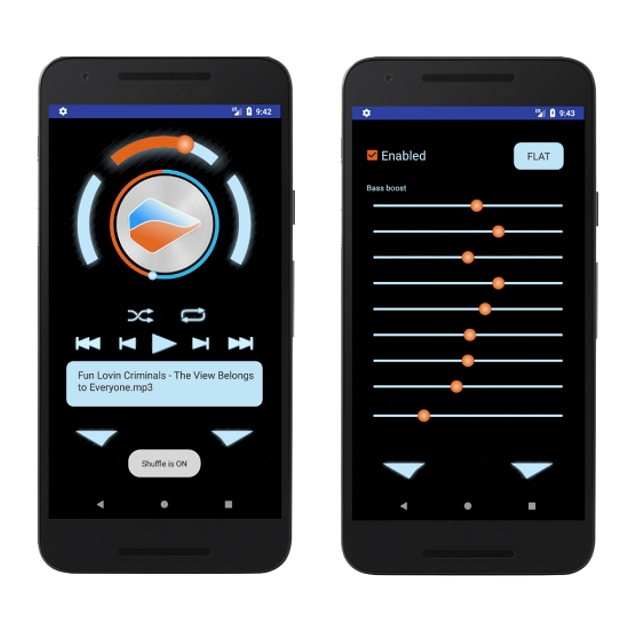 9:42
Fun Lovin Criminals - The View Belongs
to Everyone.mp3
Shuffle is ON
9:43
Enabled
FLAT
Bass boost